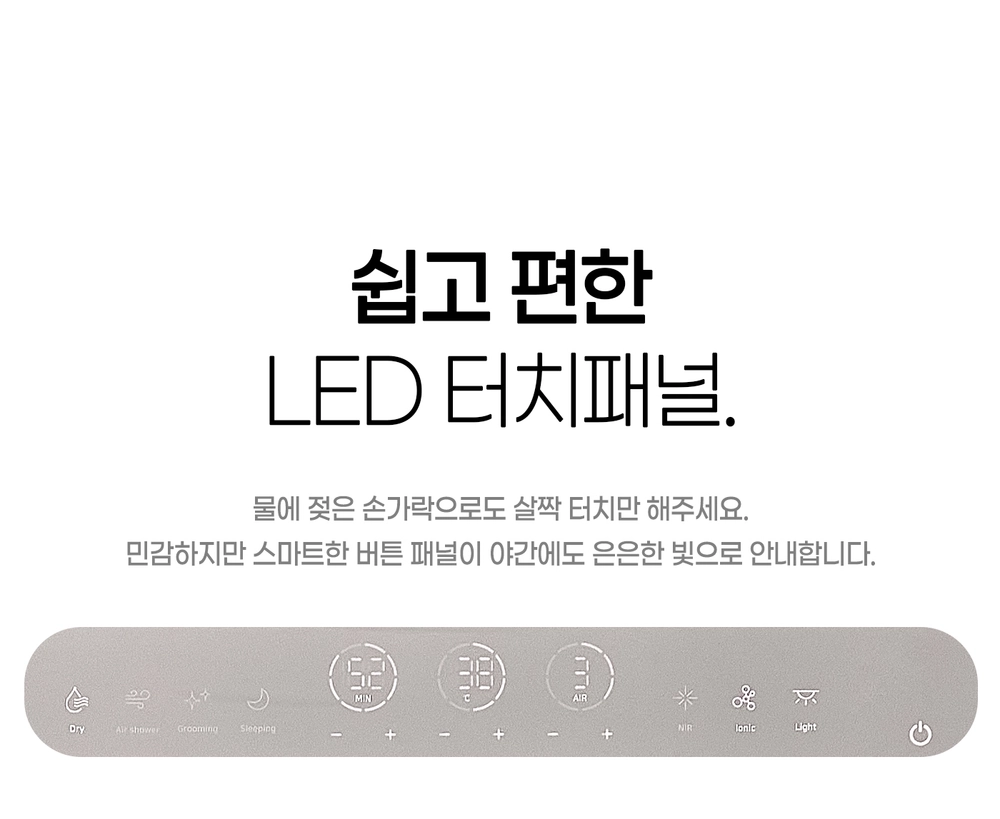 쉽고 편한
LED 터치패널.
물에 젖은 손가락으로도 살짝 터치만 해주세요.
민감하지만 스마트한 버튼 패널이 야간에도 은은한 빛으로 안내합니다.
52 38 3
MIN °C AIR
Dry Air shower Grooming Sleeping NIR Ionic Light
- + - + - +